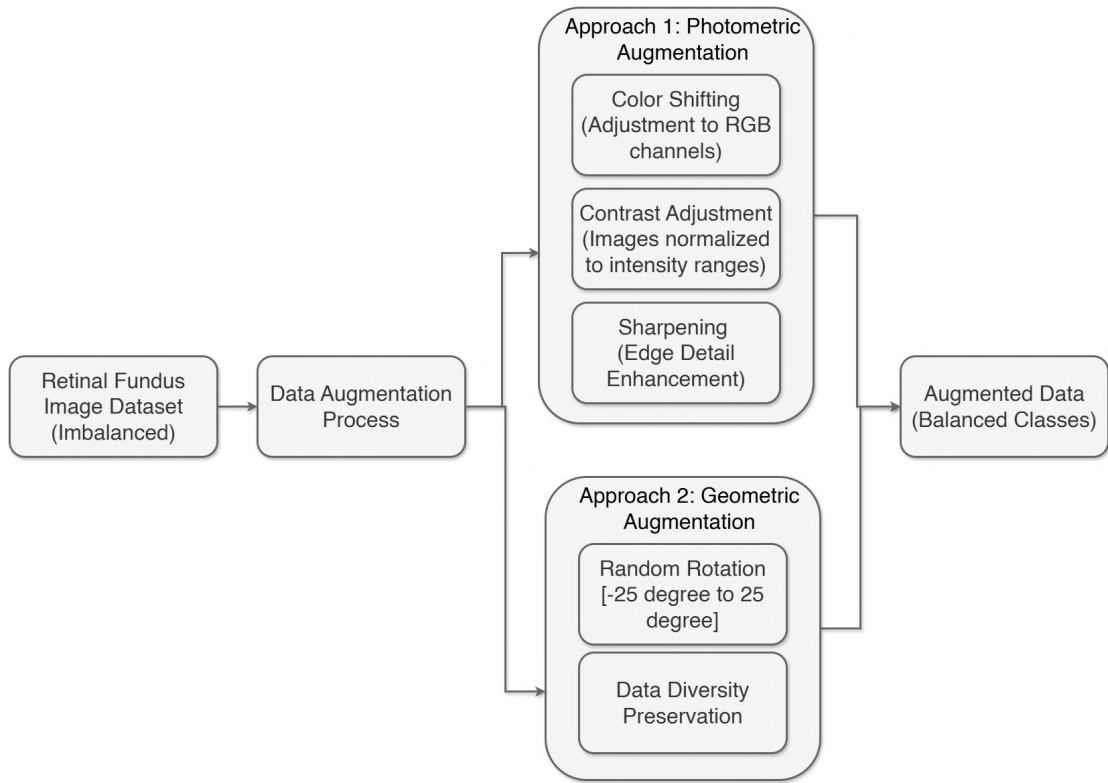 Retinal Fundus
Image Dataset
(Imbalanced)
Data Augmentation
Process
Approach 1: Photometric
Augmentation
Color Shifting
(Adjustment to RGB
channels)
Contrast Adjustment
(Images normalized
to intensity ranges)
Sharpening
(Edge Detail
Enhancement)
Approach 2: Geometric
Augmentation
Random Rotation
[-25 degree to 25
degree]
Data Diversity
Preservation
Augmented Data
(Balanced Classes)